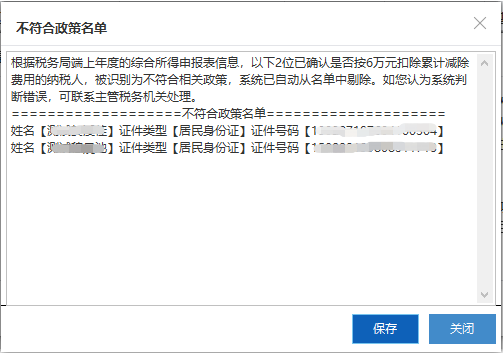 不符合政策名单
根据税务局端上年度的综合所得申报表信息，以下2位已确认是否按6万元扣除累计减除
费用的纳税人，被识别为不符合相关政策，系统已自动从名单中剔除。如您认为系统判
断错误，可联系主管税务机关处理。
===================不符合政策名单====================
姓名【】证件类型【居民身份证】证件号码【】
姓名【】证件类型【居民身份证】证件号码【】
保存
关闭